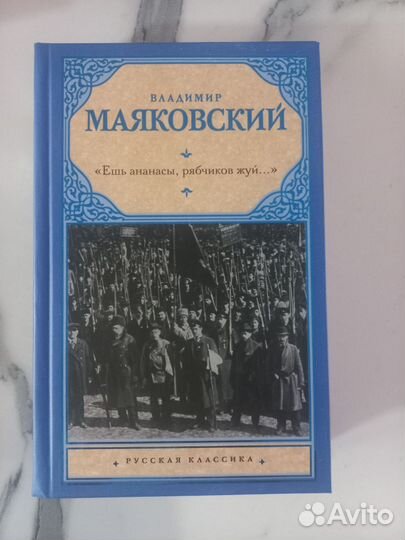 ВЛАДИМИР
МАЯКОВСКИЙ
«Ешь ананасы, рябчиков жуй...»
РУССКАЯ КЛАССИКА
Avito